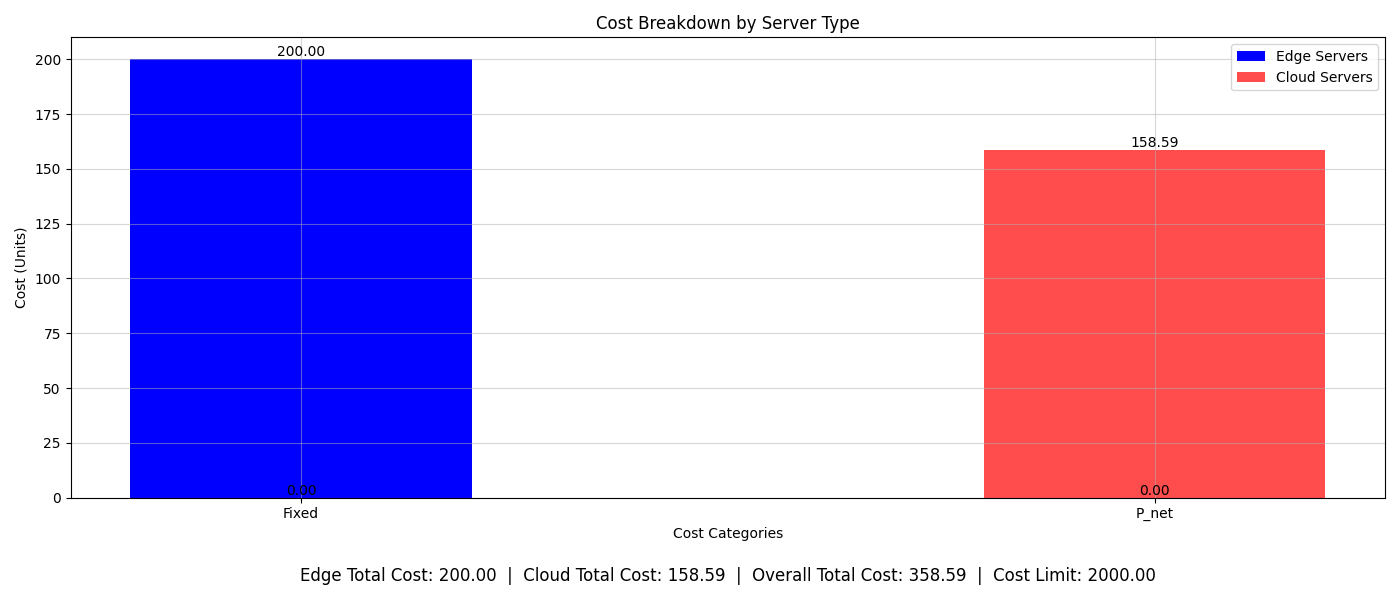 Cost Breakdown by Server Type
200.00
Edge Servers
Cloud Servers
158.59
200
175
150
125
100
75
50
25
0
Cost (Units)
0.00
0.00
Fixed
P_net
Cost Categories
Edge Total Cost: 200.00 | Cloud Total Cost: 158.59 | Overall Total Cost: 358.59 | Cost Limit: 2000.00